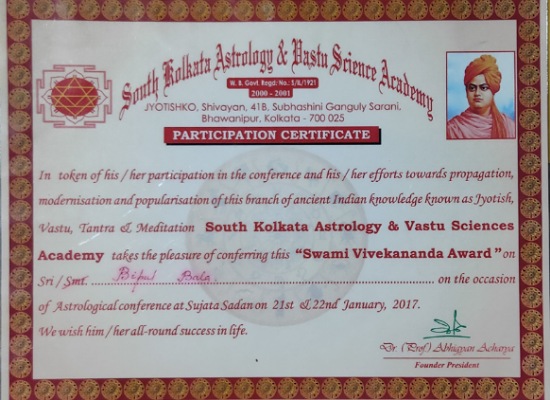 South Kolkata Astrology & Vastu Science Academy
W. B. Govt. Regd. No.: S/IL/1921
2000 - 2001
JYOTISHKO, Shivayan, 41B, Subhashini Ganguly Sarani,
Bhawanipur, Kolkata - 700 025
PARTICIPATION CERTIFICATE
In token of his / her participation in the conference and his / her efforts towards propagation,
modernisation and popularisation of this branch of ancient Indian knowledge known as Jyotish,
Vastu, Tantra & Meditation South Kolkata Astrology & Vastu Sciences
Academy takes the pleasure of conferring this "Swami Vivekananda Award" on
Sri / Smt. Bipul Bala on the occasion
of Astrological conference at Sujata Sadan on 21st & 22nd January, 2017.
We wish him / her all-round success in life.
Dr. (Prof.) Abhigyan Acharya
Founder President